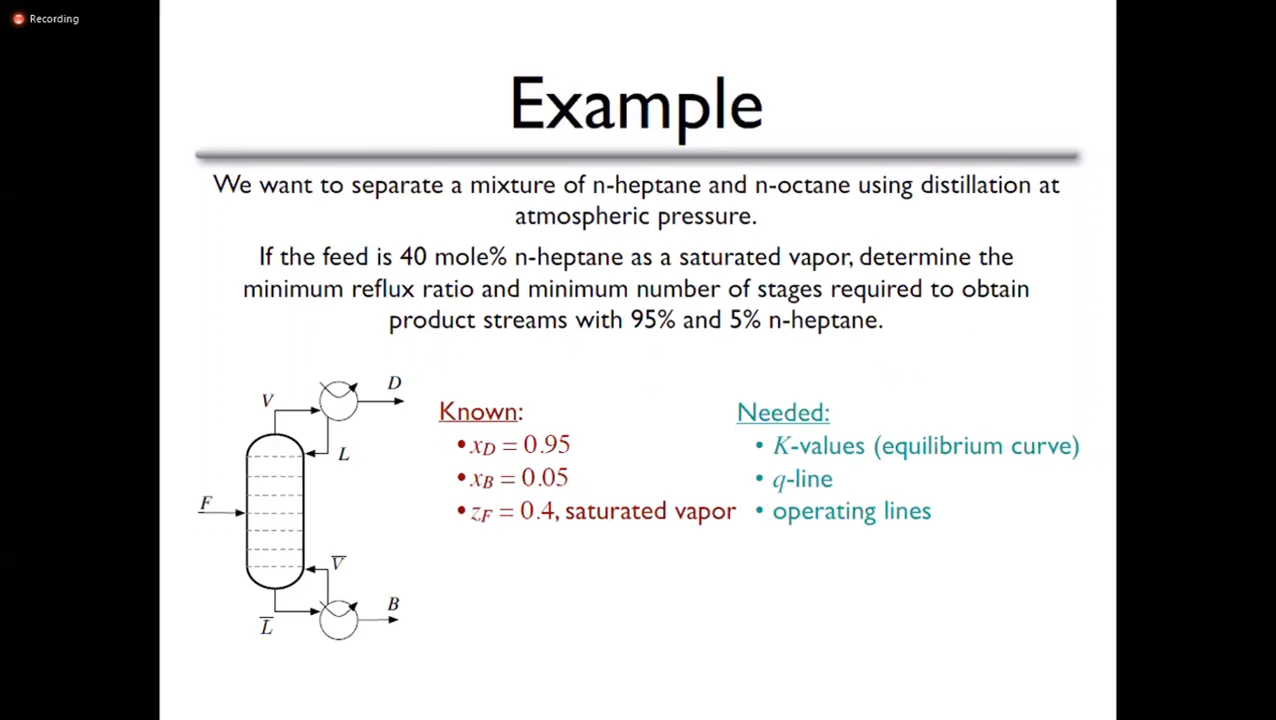 Recording
Example
We want to separate a mixture of n-heptane and n-octane using distillation at
atmospheric pressure.
If the feed is 40 mole% n-heptane as a saturated vapor, determine the
minimum reflux ratio and minimum number of stages required to obtain
product streams with 95% and 5% n-heptane.
V
D
L
F
V̅
B
L̅
Known:
• x_D = 0.95
• x_B = 0.05
• z_F = 0.4, saturated vapor
Needed:
• K-values (equilibrium curve)
• q-line
• operating lines